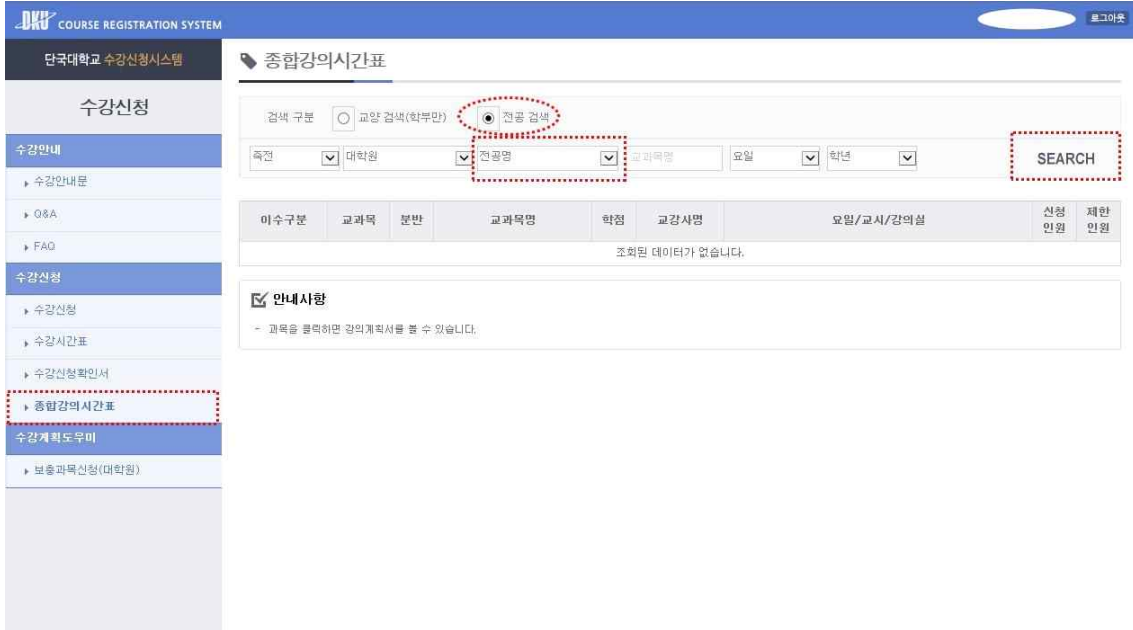 DKU COURSE REGISTRATION SYSTEM
로그아웃
단국대학교 수강신청시스템
종합강의시간표
수강신청
검색 구분 교양 검색(학부만) 전공 검색
죽전 대학원 전공명 교과목명 요일 학년 SEARCH
수강안내
수강안내문
Q&A
FAQ
이수구분 교과목 분반 교과목명 학점 교강사명 요일/교시/강의실 신청인원 제한인원
조회된 데이터가 없습니다.
수강신청
안내사항
수강신청
- 과목을 클릭하면 강의계획서를 볼 수 있습니다.
수강시간표
수강신청확인서
종합강의시간표
수강계획도우미
보충과목신청(대학원)